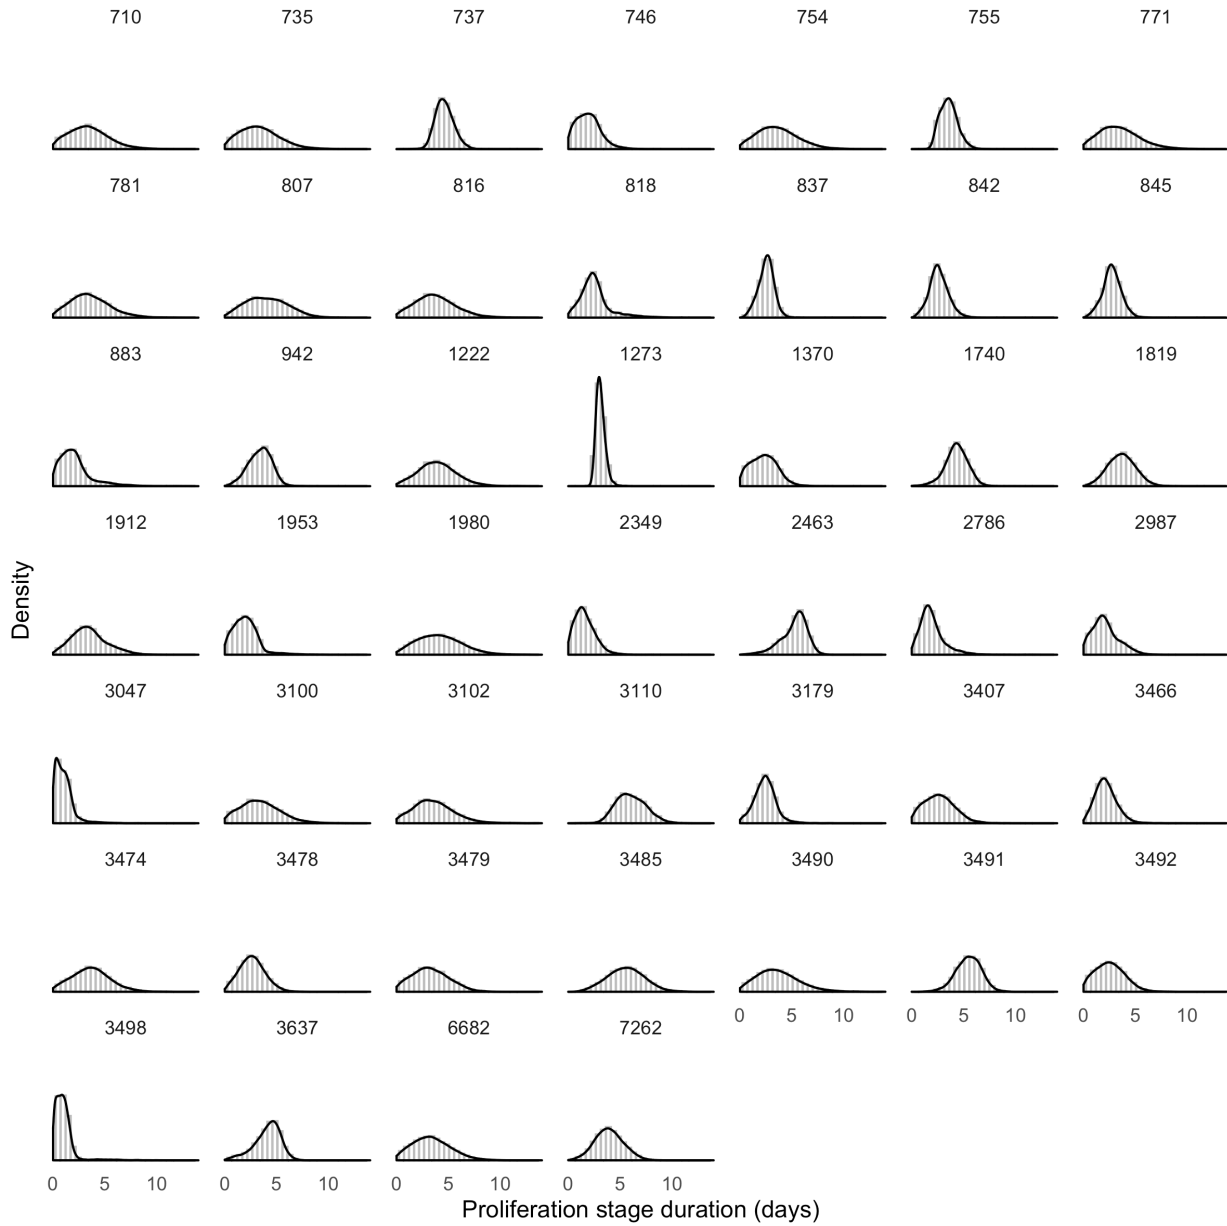 710 735 737 746 754 755 771
781 807 816 818 837 842 845
883 942 1222 1273 1370 1740 1819
1912 1953 1980 2349 2463 2786 2987
Density
3047 3100 3102 3110 3179 3407 3466
3474 3478 3479 3485 3490 3491 3492
0 5 10 0 5 10 0 5 10
3498 3637 6682 7262
0 5 10 0 5 10 0 5 10 0 5 10
Proliferation stage duration (days)